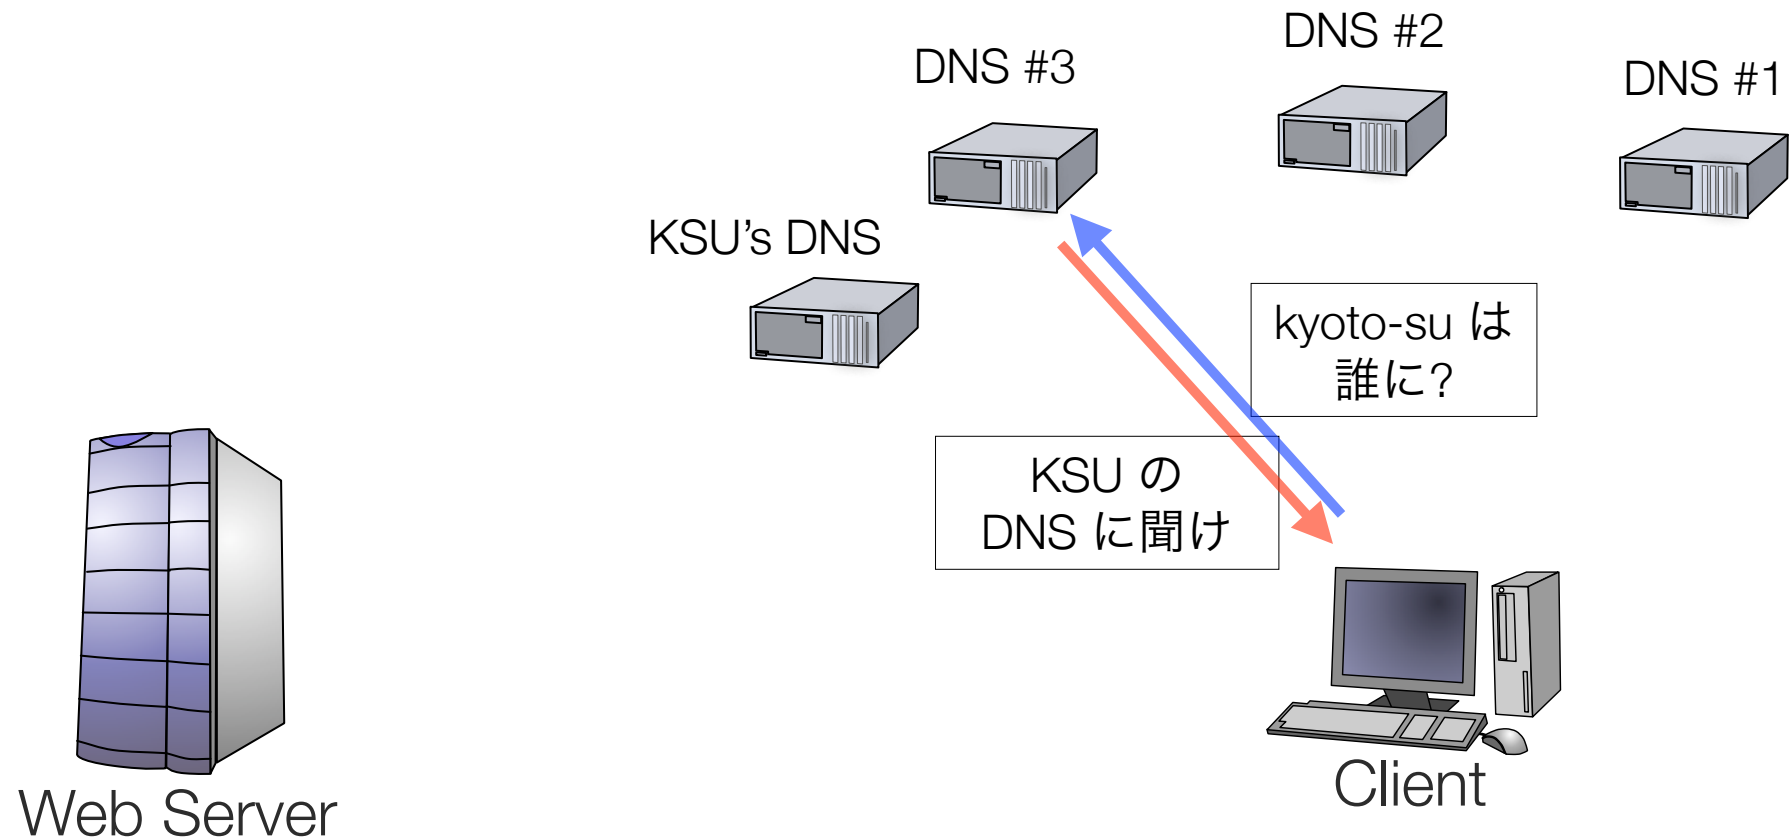 DNS #2
DNS #3
DNS #1
KSU’s DNS
kyoto-su は
誰に?
KSU の
DNS に聞け
Client
Web Server